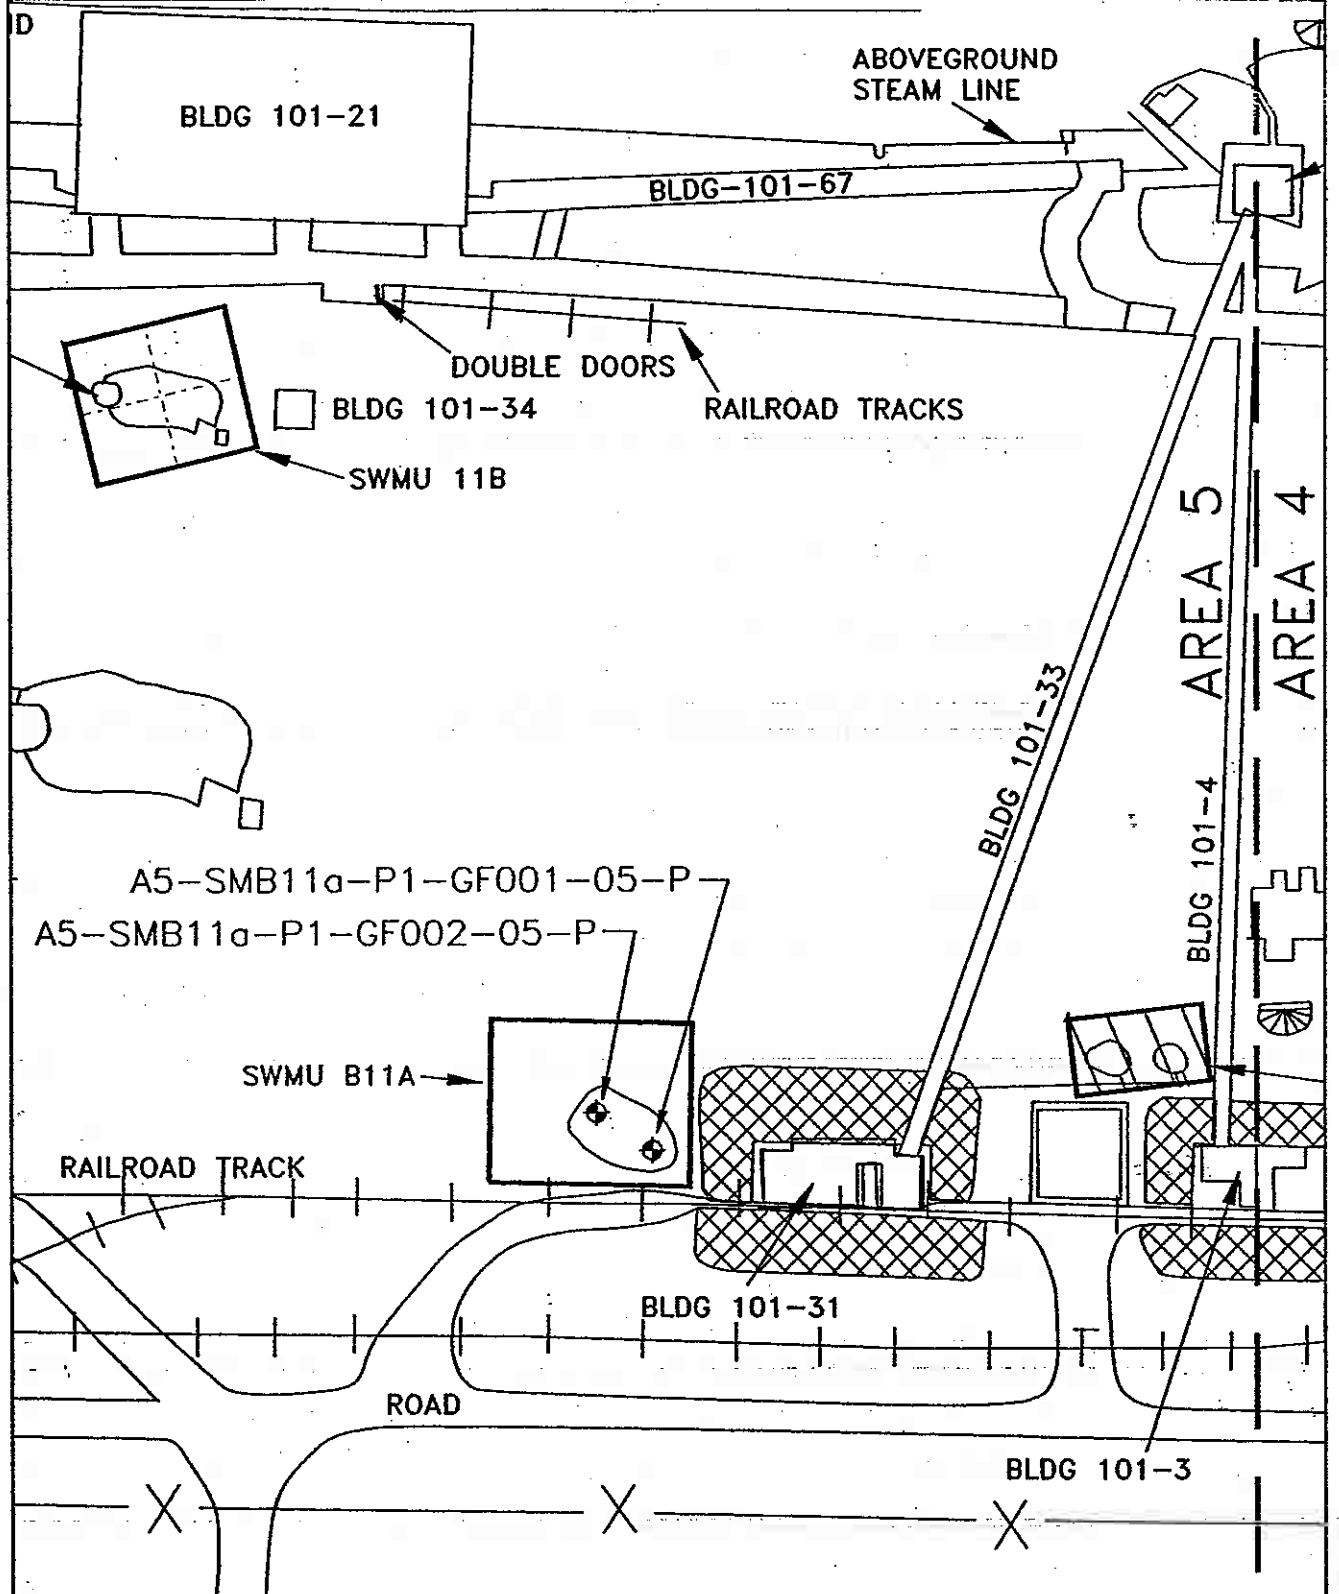 ID
ABOVEGROUND
STEAM LINE
BLDG 101-21
BLDG-101-67
DOUBLE DOORS
BLDG 101-34
RAILROAD TRACKS
SWMU 11B
AREA 5
AREA 4
BLDG 101-33
BLDG 101-4
A5-SMB11a-P1-GF001-05-P
A5-SMB11a-P1-GF002-05-P
SWMU B11A
RAILROAD TRACK
BLDG 101-31
ROAD
BLDG 101-3
X X X